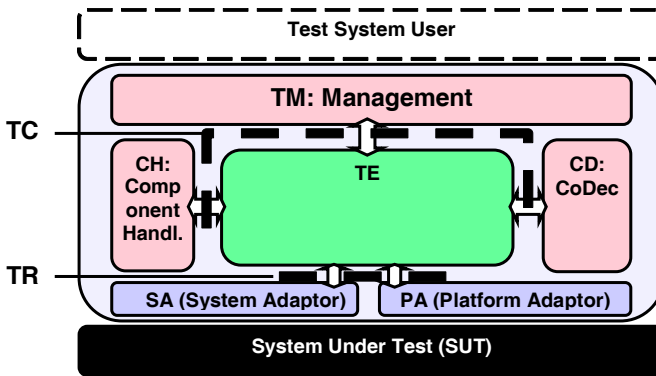 Test System User
TM: Management
TC
CH:
Comp
onent
Handl.
TE
CD:
CoDec
TR
SA (System Adaptor)
PA (Platform Adaptor)
System Under Test (SUT)